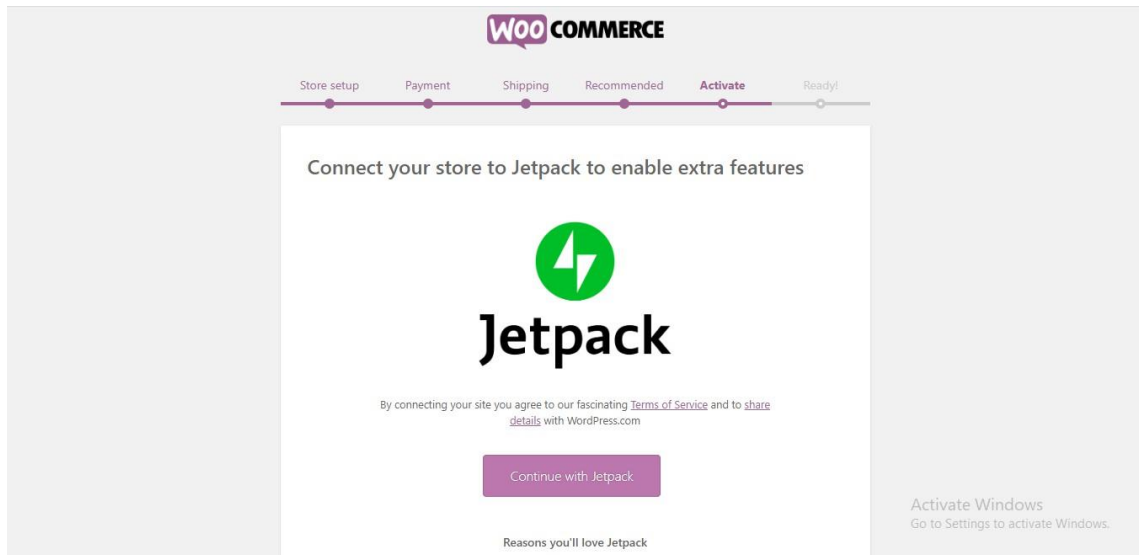 WOO COMMERCE
Store setup Payment Shipping Recommended Activate Ready!
Connect your store to Jetpack to enable extra features
Jetpack
By connecting your site you agree to our fascinating Terms of Service and to share
details with WordPress.com
Continue with Jetpack
Activate Windows
Go to Settings to activate Windows.
Reasons you'll love Jetpack